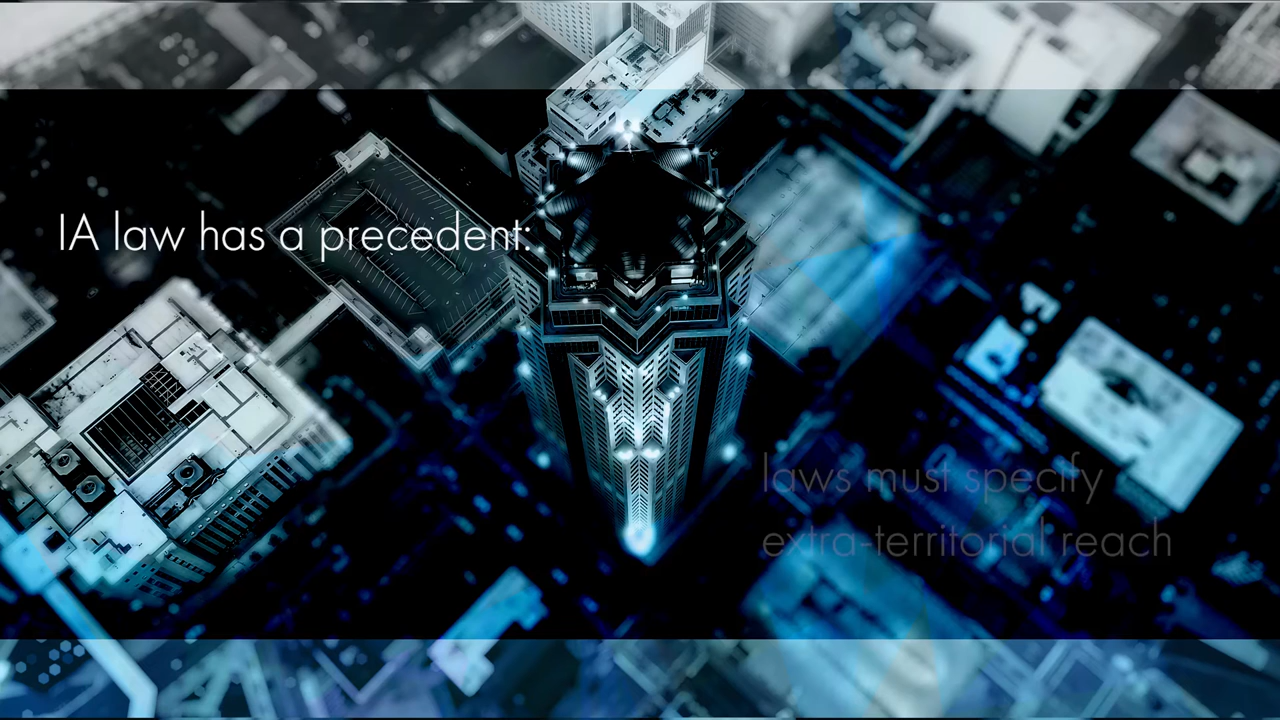 IA law has a precedent:
laws must specify
extra-territorial reach